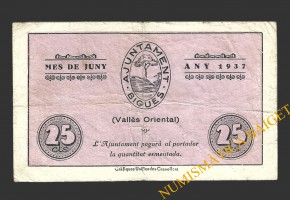 MES DE JUNY
AJUNTAMENT
BIGUES
ANY 1937
(Vallès Oriental)
25
CTS
L'Ajuntament pagarà al portador
la quantitat esmentada.
25
CTS
NUMISMATICA